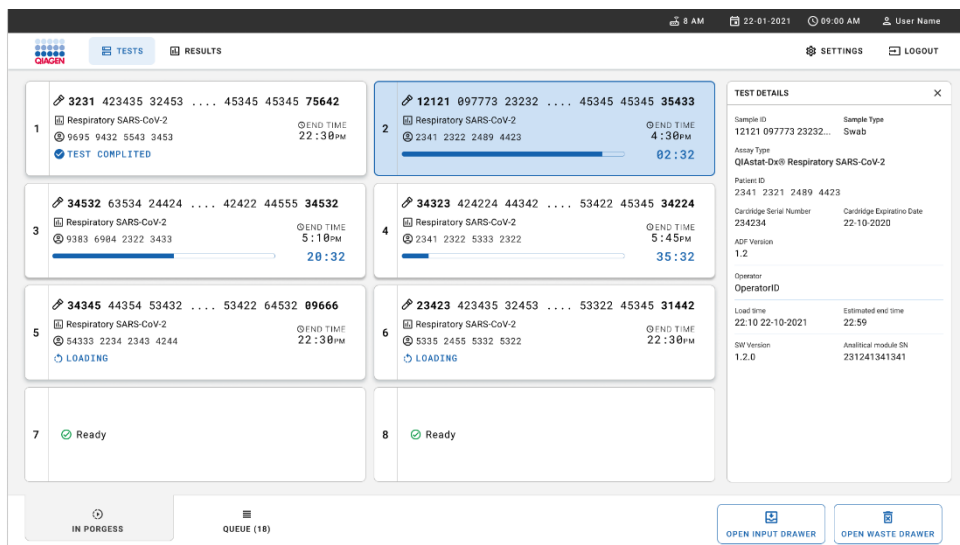 8 AM 22-01-2021 09:00 AM User Name
QIAGEN TESTS RESULTS SETTINGS LOGOUT
1
3231 423435 32453 .... 45345 45345 75642
Respiratory SARS-CoV-2
9695 9432 5543 3453
END TIME
22:30PM
TEST COMPLITED
2
12121 097773 23232 .... 45345 45345 35433
Respiratory SARS-CoV-2
2341 2322 2489 4423
END TIME
4:30PM
02:32
3
34532 63534 24424 .... 42422 44555 34532
Respiratory SARS-CoV-2
9383 6904 2322 3433
END TIME
5:10PM
20:32
4
34323 424224 44342 .... 53422 45345 34224
Respiratory SARS-CoV-2
2341 2322 5333 2322
END TIME
5:45PM
35:32
5
34345 44354 53432 .... 53422 64532 09666
Respiratory SARS-CoV-2
54333 2234 2343 4244
END TIME
22:30PM
LOADING
6
23423 423435 32453 .... 53322 45345 31442
Respiratory SARS-CoV-2
5335 2455 5332 5322
END TIME
22:30PM
LOADING
7
Ready
8
Ready
TEST DETAILS
Sample ID Sample Type
12121 097773 23232... Swab
Assay Type
QIAstat-Dx® Respiratory SARS-CoV-2
Patient ID
2341 2321 2489 4423
Cardridge Serial Number Cardridge Expiratino Date
234234 22-10-2020
ADF Version
1.2
Operator
OperatorID
Load time Estimated end time
22:10 22-10-2021 22:59
SW Version Analitical module SN
1.2.0 231241341341
IN PORGESS
QUEUE (18)
OPEN INPUT DRAWER
OPEN WASTE DRAWER